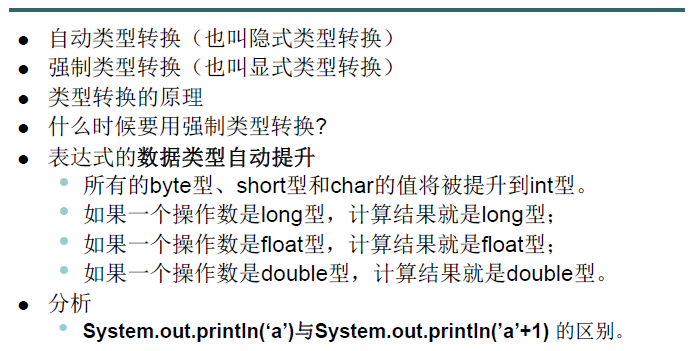 ● 自动类型转换（也叫隐式类型转换）
● 强制类型转换（也叫显式类型转换）
● 类型转换的原理
● 什么时候要用强制类型转换?
● 表达式的数据类型自动提升
• 所有的byte型、short型和char的值将被提升到int型。
• 如果一个操作数是long型，计算结果就是long型；
• 如果一个操作数是float型，计算结果就是float型；
• 如果一个操作数是double型，计算结果就是double型。
● 分析
• System.out.println(‘a’)与System.out.println(’a’+1) 的区别。